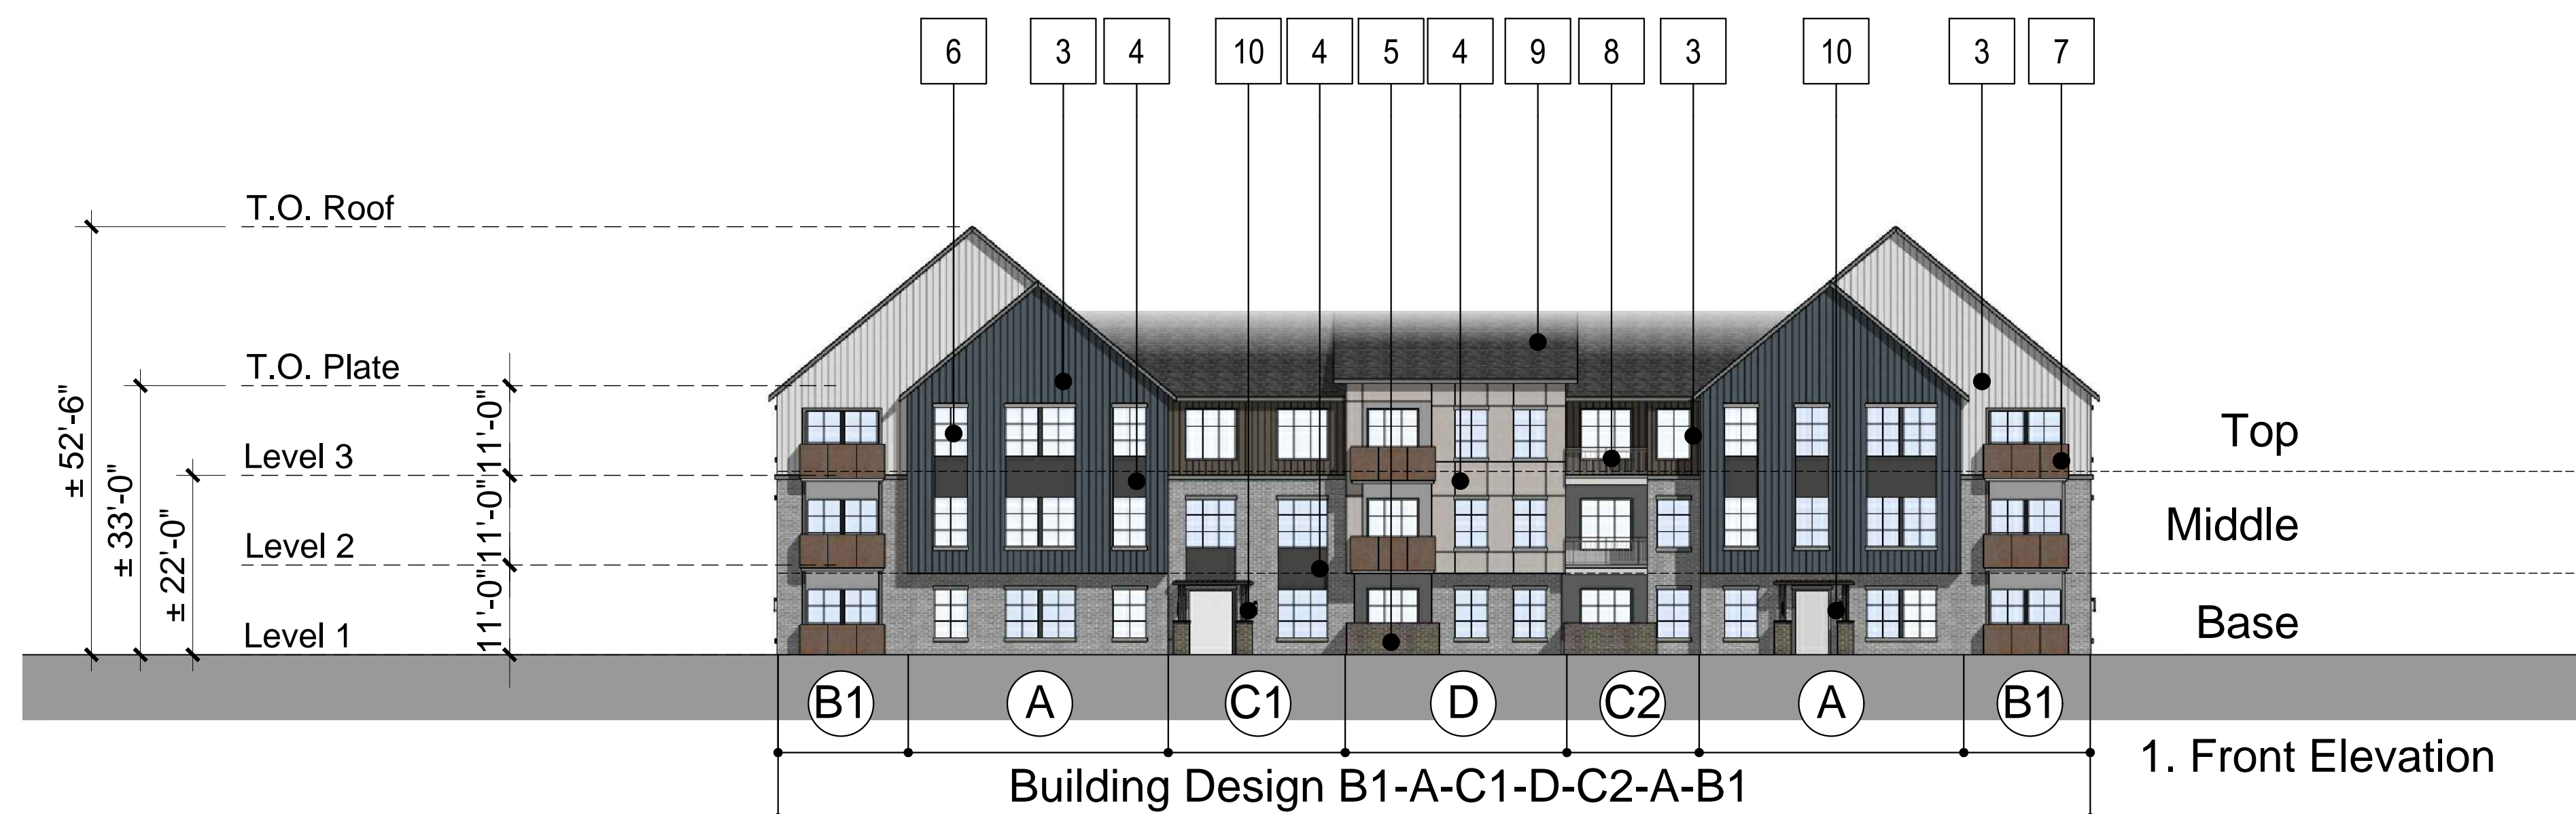 6 3 4 10 4 5 4 9 8 3 10 3 7
T.O. Roof
T.O. Plate
Level 3
Level 2
Level 1
± 52'-6"
± 33'-0"
± 22'-0"
11'-0"
11'-0"
11'-0"
Top
Middle
Base
B1 A C1 D C2 A B1
Building Design B1-A-C1-D-C2-A-B1
1. Front Elevation